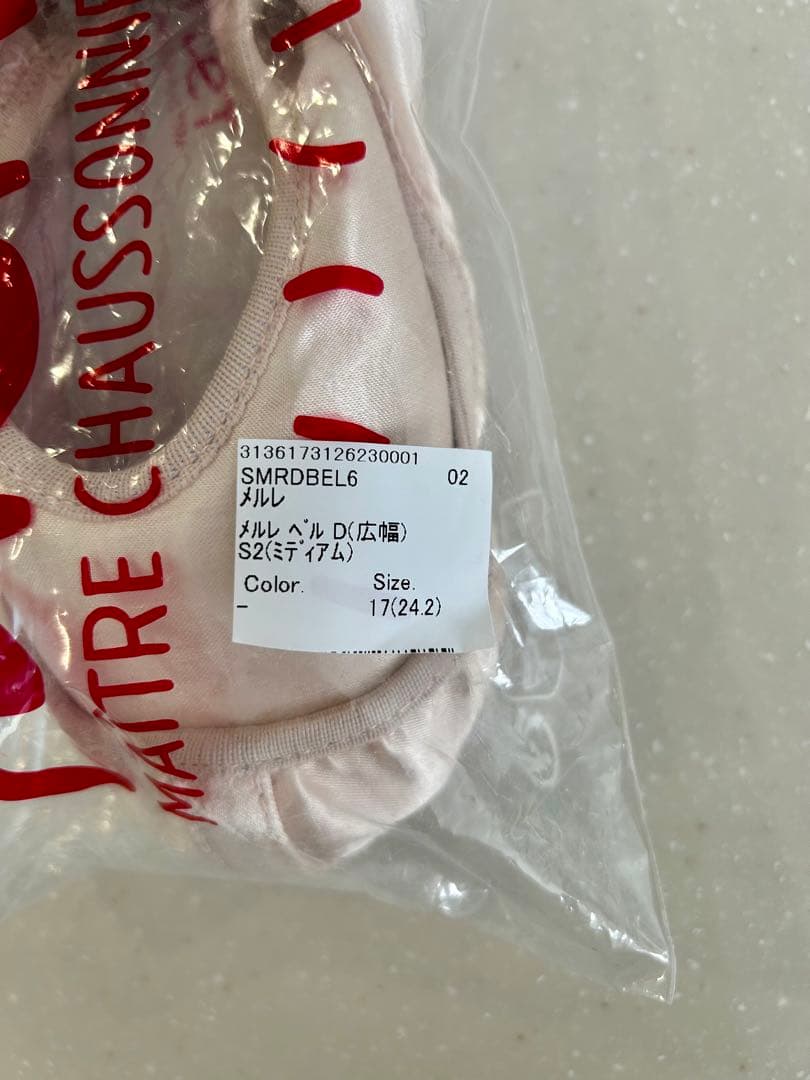 MAITRE CHAUSSONNI
3136173126230001
SMRDBEL6 02
メルレ
メルレ ベル D(広幅)
S2(ミディアム)
Color. Size.
- 17(24.2)